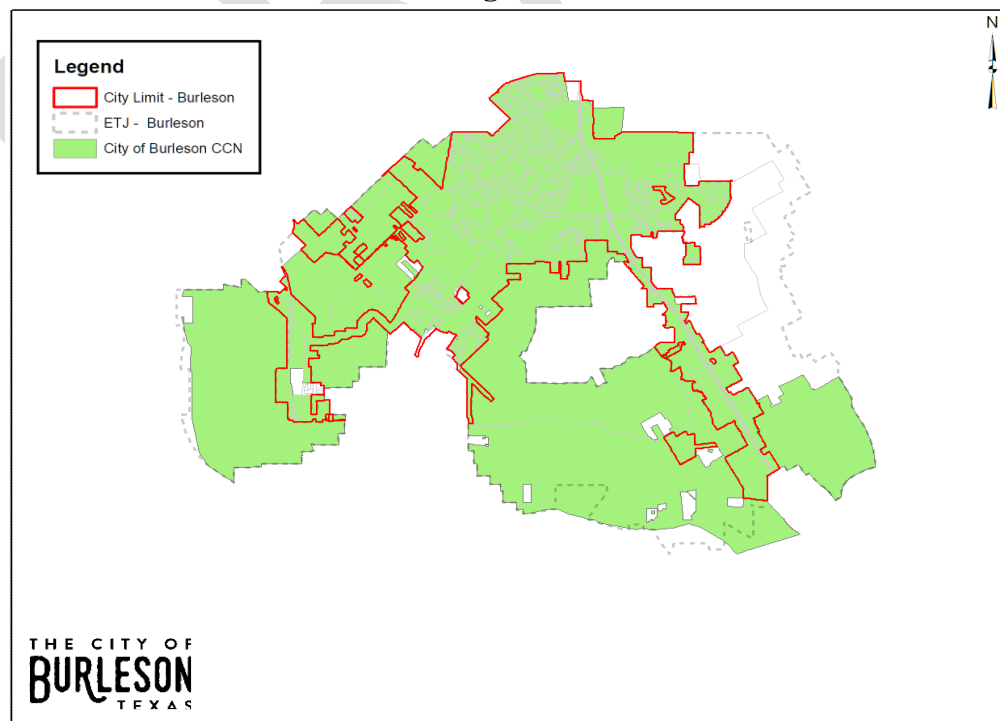 N
Legend
City Limit - Burleson
ETJ - Burleson
City of Burleson CCN
THE CITY OF
BURLESON
TEXAS